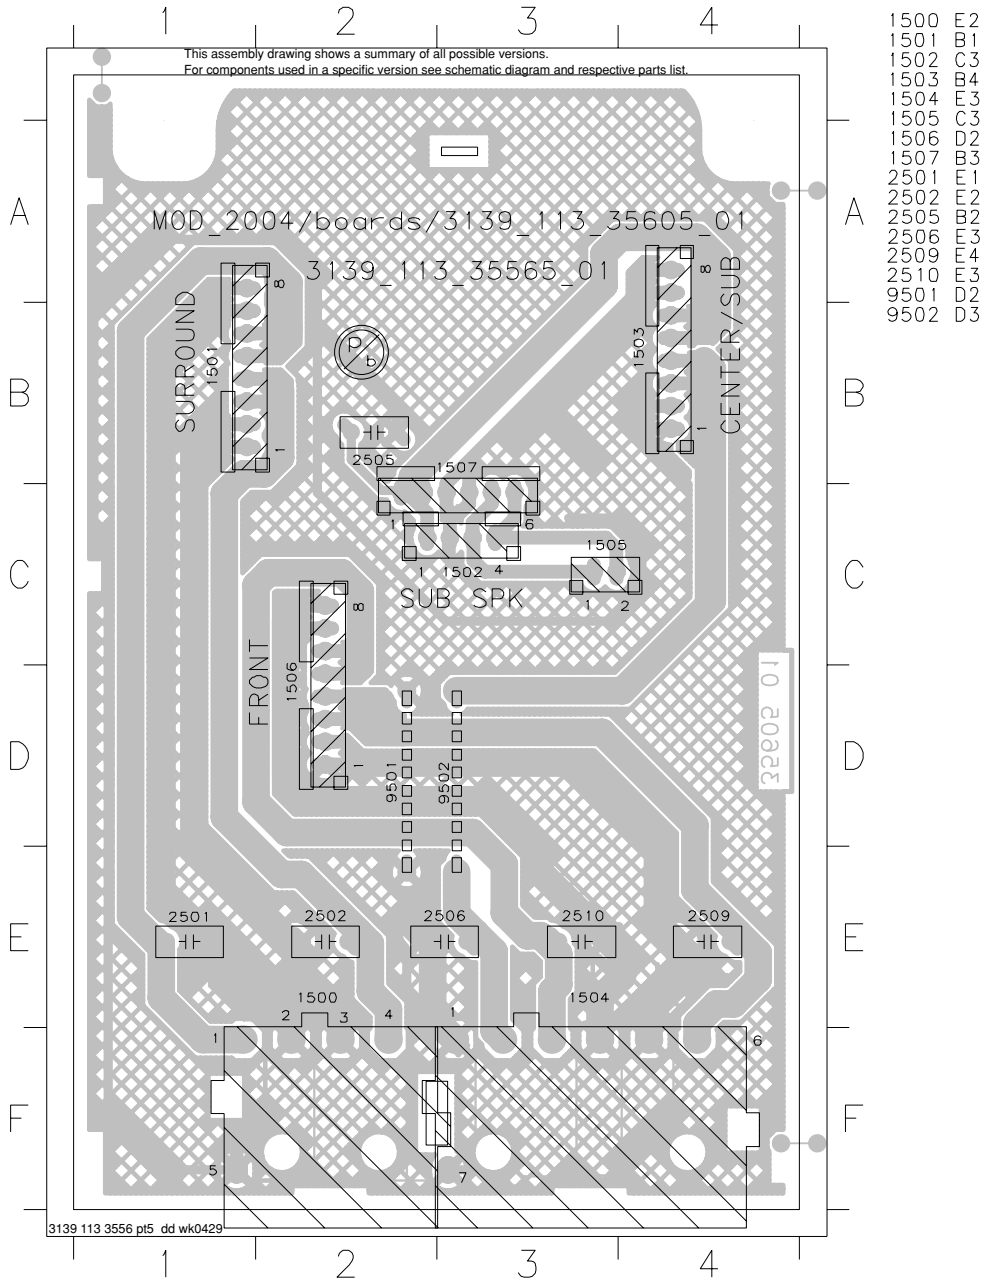 1 2 3 4
This assembly drawing shows a summary of all possible versions.
For components used in a specific version see schematic diagram and respective parts list.
1500 E2
1501 B1
1502 C3
1503 B4
1504 E3
1505 C3
1506 D2
1507 B3
2501 E1
2502 E2
2505 B2
2506 E3
2509 E4
2510 E3
9501 D2
9502 D3
A A
MOD_2004/boards/3139_113_35605_01
3139_113_35565_01
8
8
SURROUND
1501
1
Pb
1503
CENTER/SUB
1
B B
2505
1507
1 6
1505
C C
1 1502 4
SUB SPK
1 2
8
FRONT
1506
1
35605 01
D D
9501
9502
2501 2502 2506 2510 2509
E E
1500 1504
1 2 3 4 1 6
F F
5 7
3139 113 3556 pt5 dd wk0429
1 2 3 4